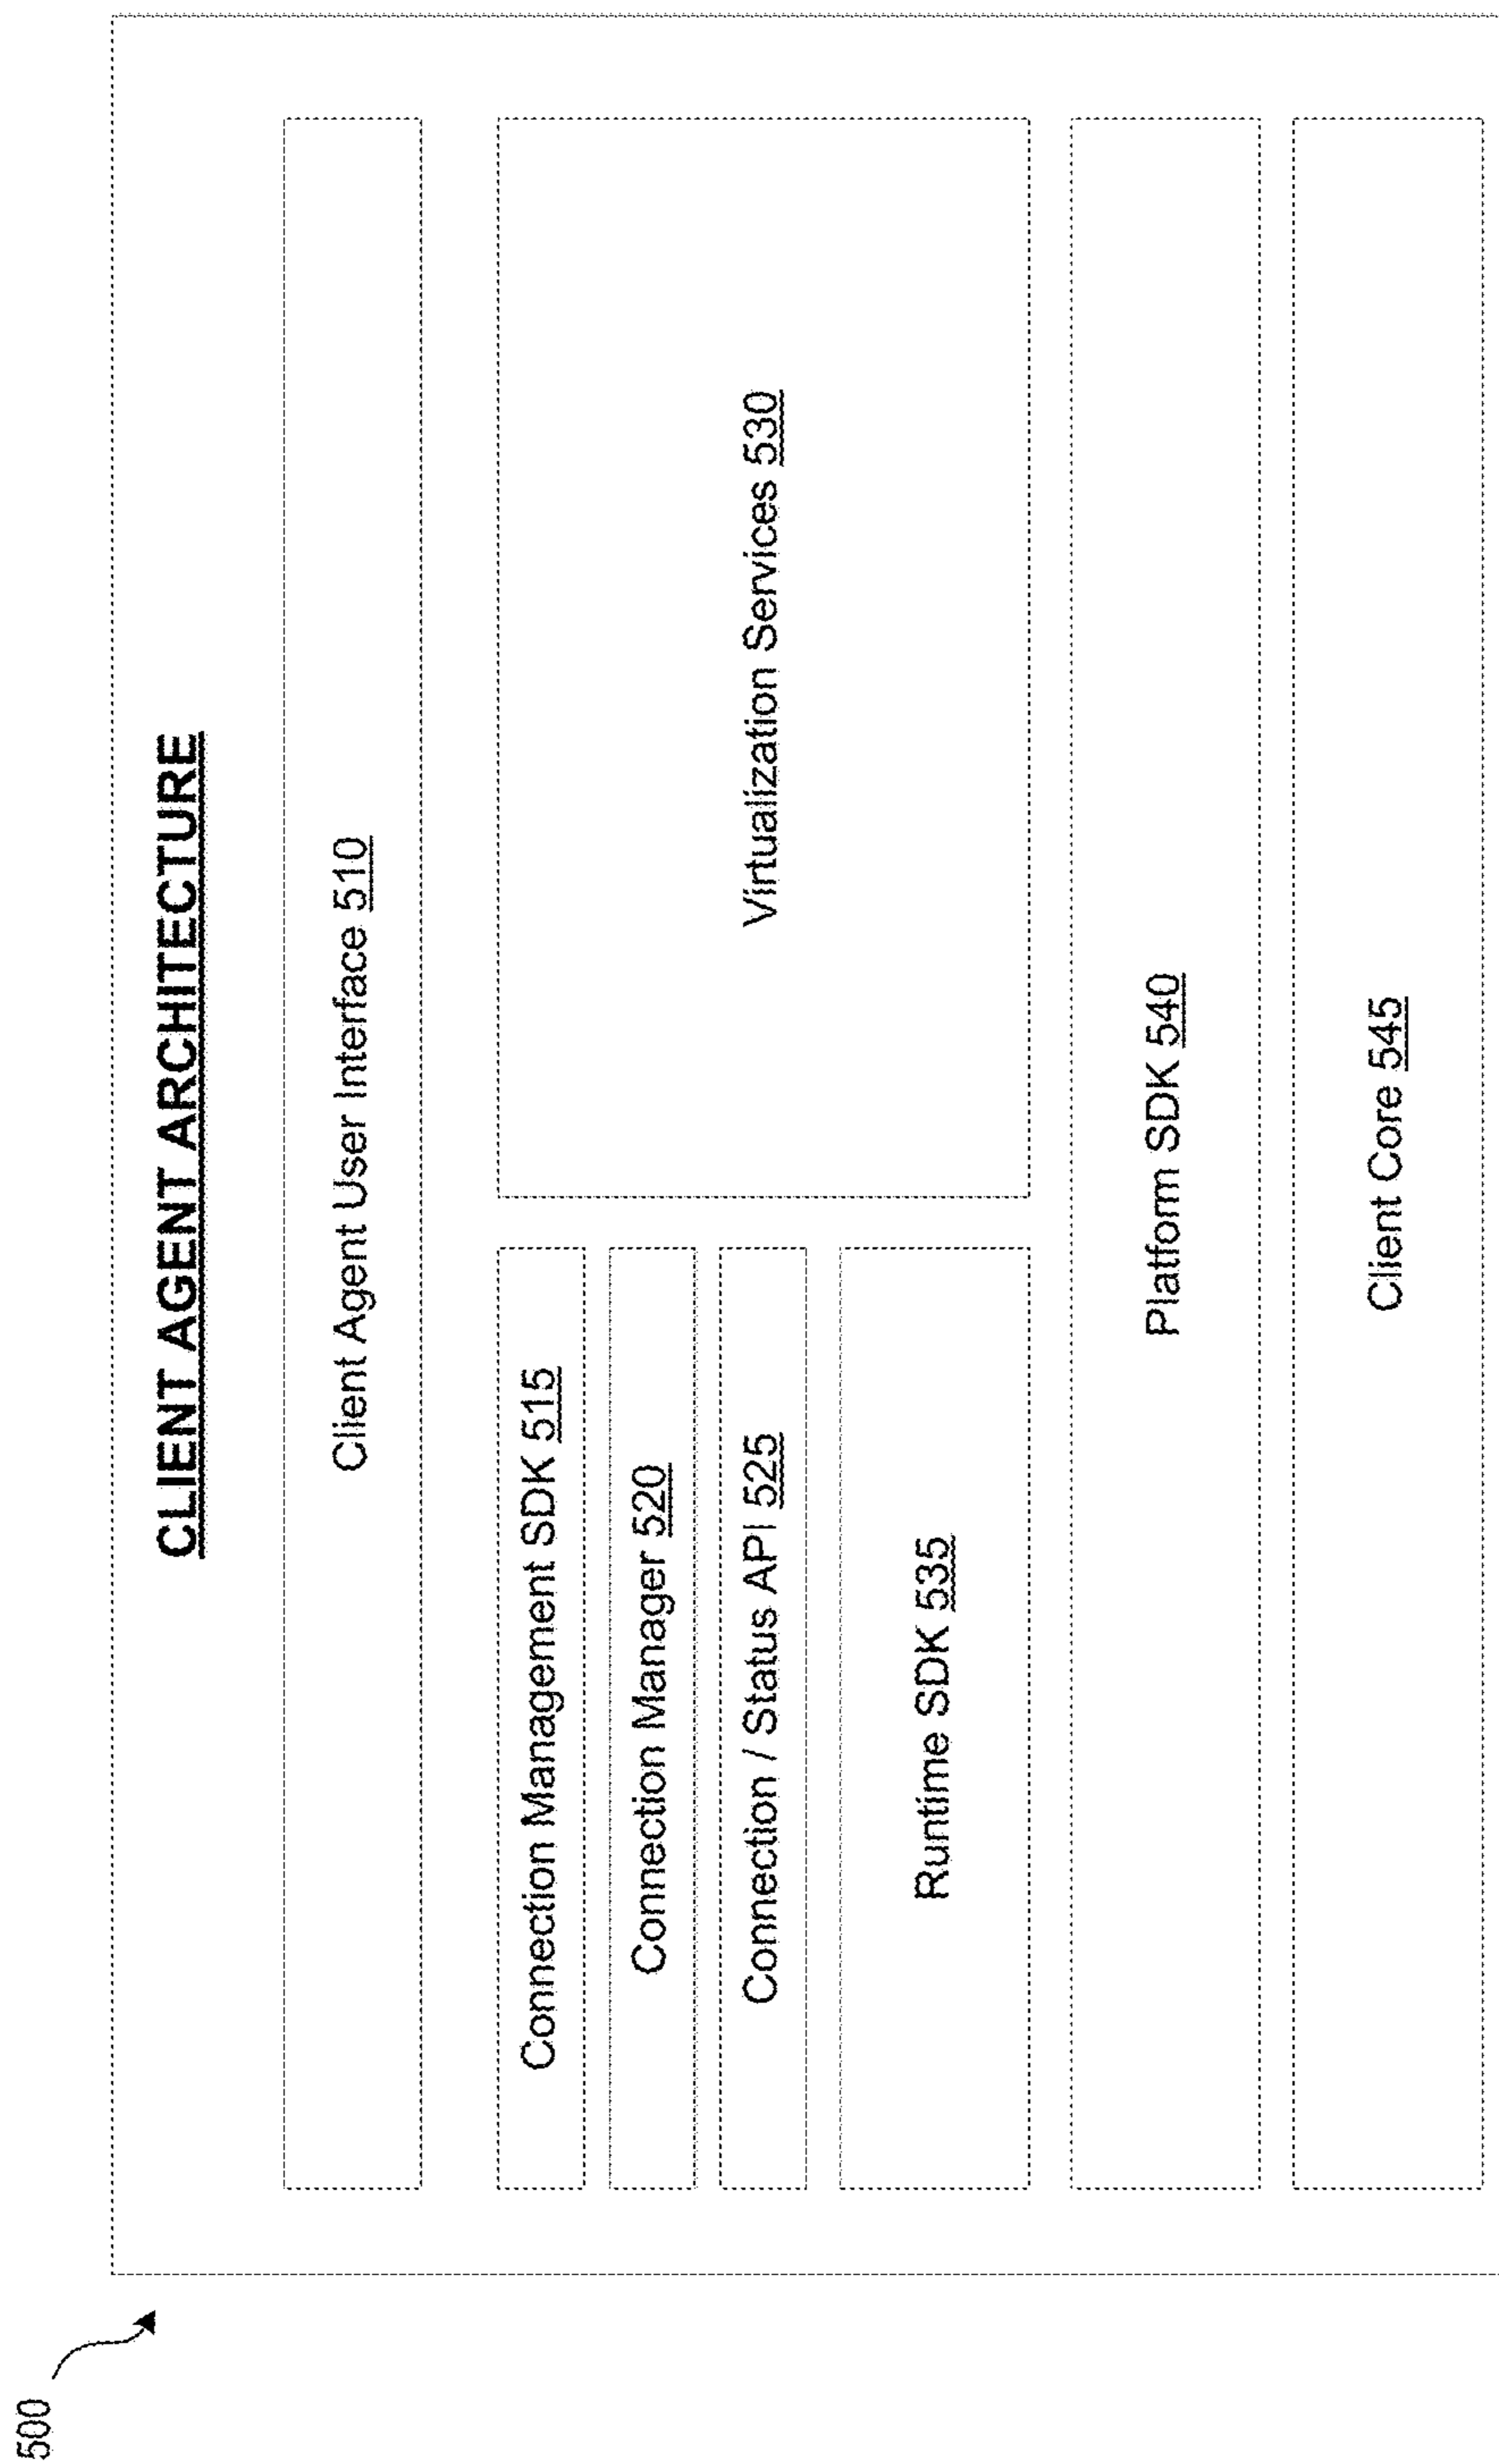 500
CLIENT AGENT ARCHITECTURE
Client Agent User Interface 510
Connection Management SDK 515
Connection Manager 520
Connection / Status API 525
Runtime SDK 535
Virtualization Services 530
Platform SDK 540
Client Core 545